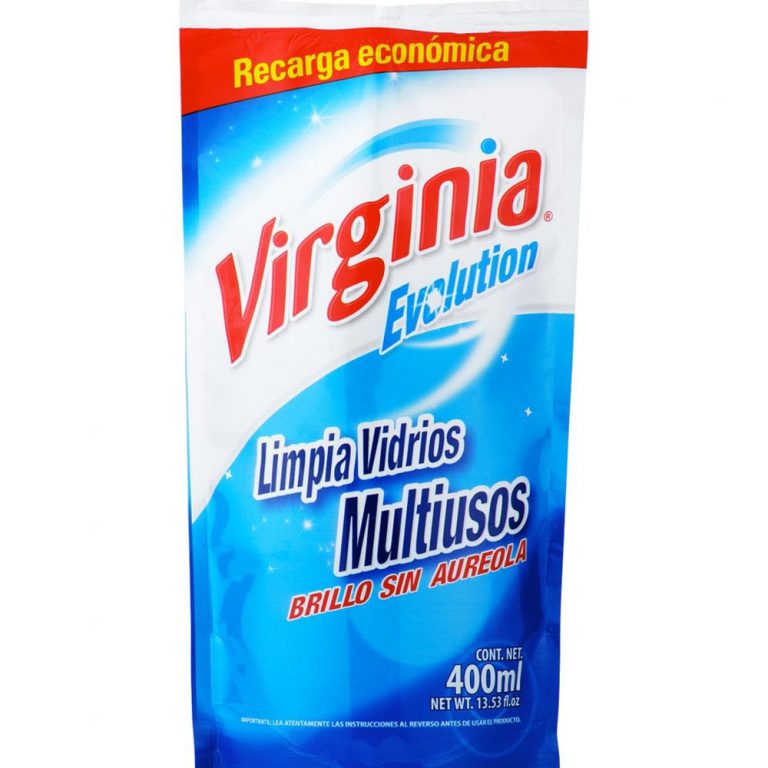 Recarga económica
Virginia®
Evolution
Limpia Vidrios
Multiusos
BRILLO SIN AUREOLA
CONT. NET.
400ml
NET WT. 13.53 fl.oz
IMPORTANTE: LEA ATENTAMENTE LAS INSTRUCCIONES AL REVERSO ANTES DE USAR EL PRODUCTO.